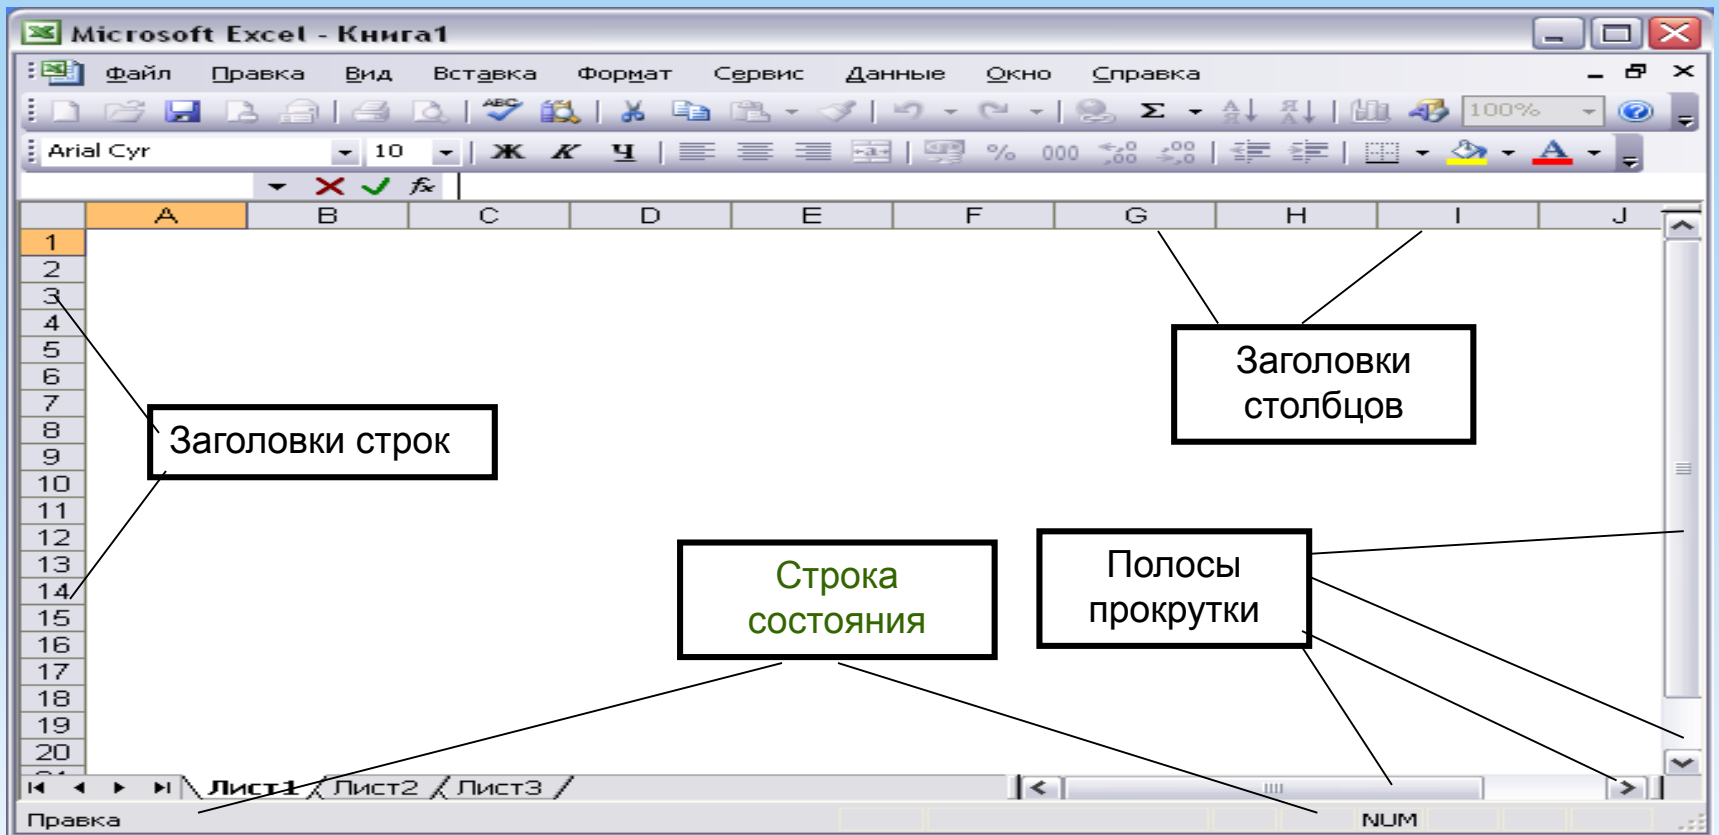 Microsoft Excel - Книга1
Файл Правка Вид Вставка Формат Сервис Данные Окно Справка
ABC Σ А Я Я А 100% ?
Arial Cyr 10 Ж К Ч a % 000
fx
A B C D E F G H I J
1
2
3
4
5
6
7
8
9
10
11
12
13
14
15
16
17
18
19
20
Заголовки
столбцов
Заголовки строк
Строка
состояния
Полосы
прокрутки
Лист1 Лист2 Лист3
Правка NUM